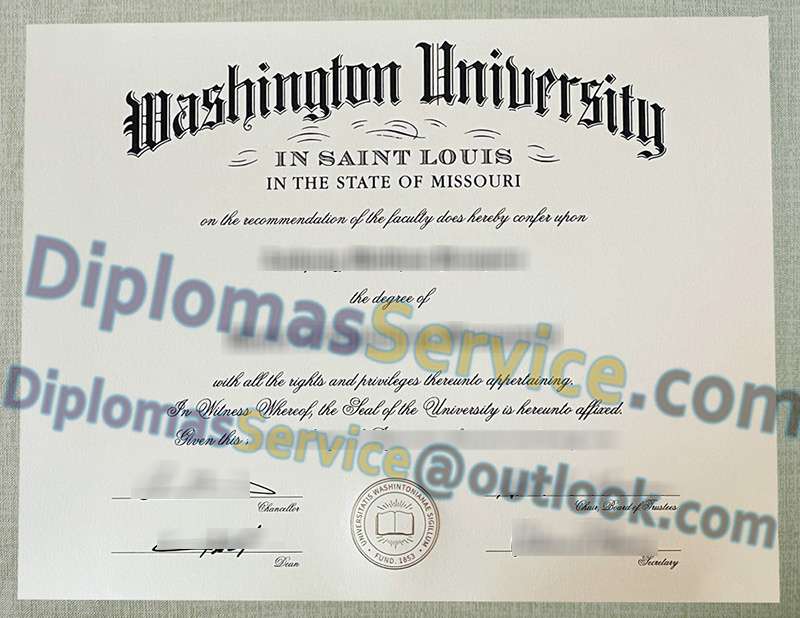 Washington University
IN SAINT LOUIS
IN THE STATE OF MISSOURI
on the recommendation of the faculty does hereby confer upon
the degree of
DiplomasService.com
with all the rights and privileges thereunto appertaining.
In Witness Whereof, the Seal of the University is hereunto affixed.
Given this
DiplomasService@outlook.com
Chancellor
Chair, Board of Trustees
UNIVERSITATIS WASHINTONIANAE SIGILLUM
FUND. 1853
Dean
Secretary